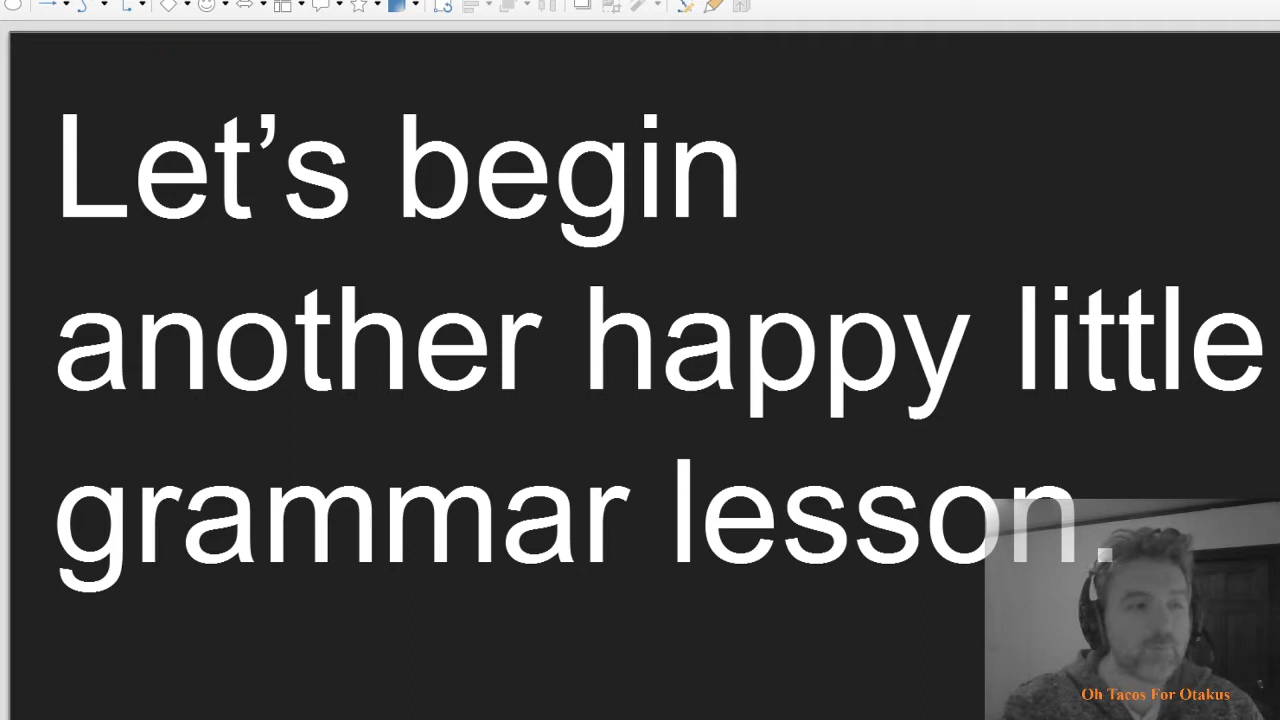 Let’s begin
another happy little
grammar lesson.
Oh Tacos For Otakus